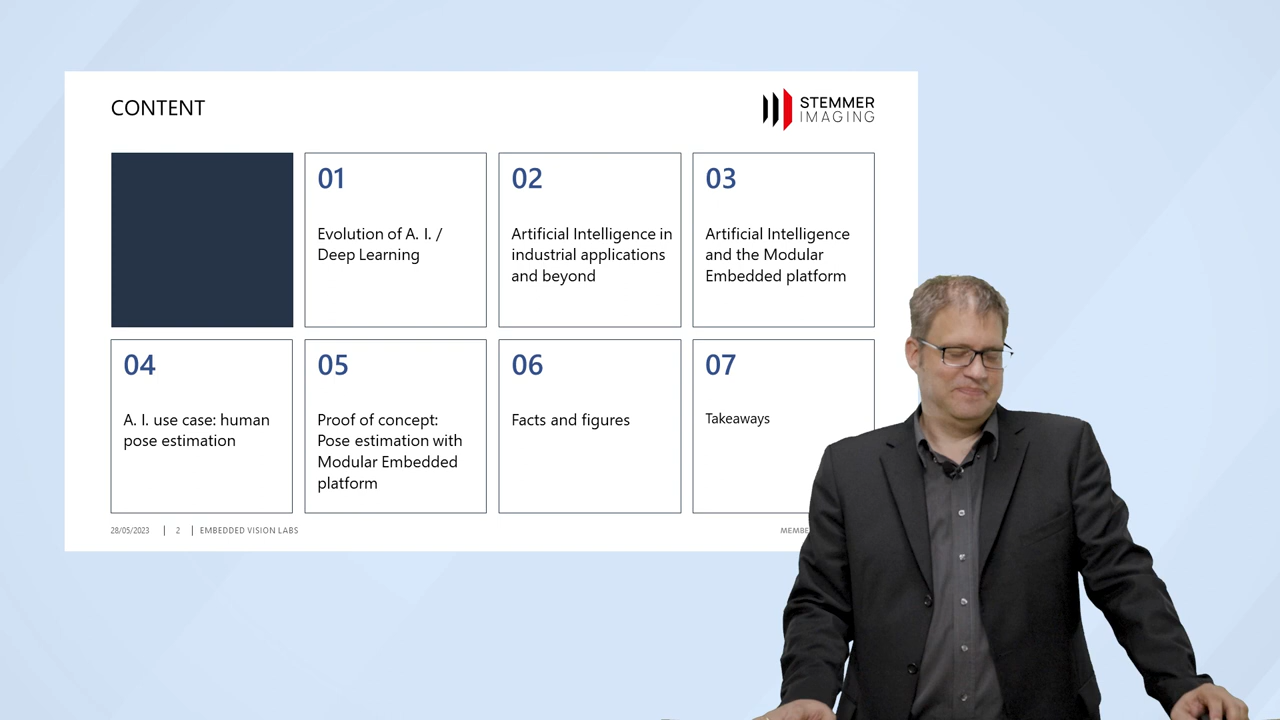 CONTENT
STEMMER
IMAGING
01
Evolution of A. I. /
Deep Learning
02
Artificial Intelligence in
industrial applications
and beyond
03
Artificial Intelligence
and the Modular
Embedded platform
04
A. I. use case: human
pose estimation
05
Proof of concept:
Pose estimation with
Modular Embedded
platform
06
Facts and figures
07
Takeaways
28/05/2023 | 2 | EMBEDDED VISION LABS